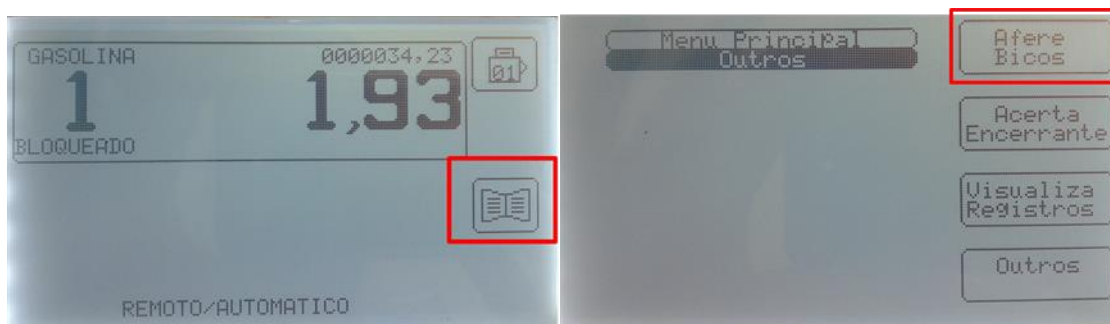 GASOLINA
0000034,23
01
1
1,93
BLOQUEADO
REMOTO/AUTOMATICO
Menu Principal
Outros
Afere
Bicos
Acerta
Encerrante
Visualiza
Registros
Outros